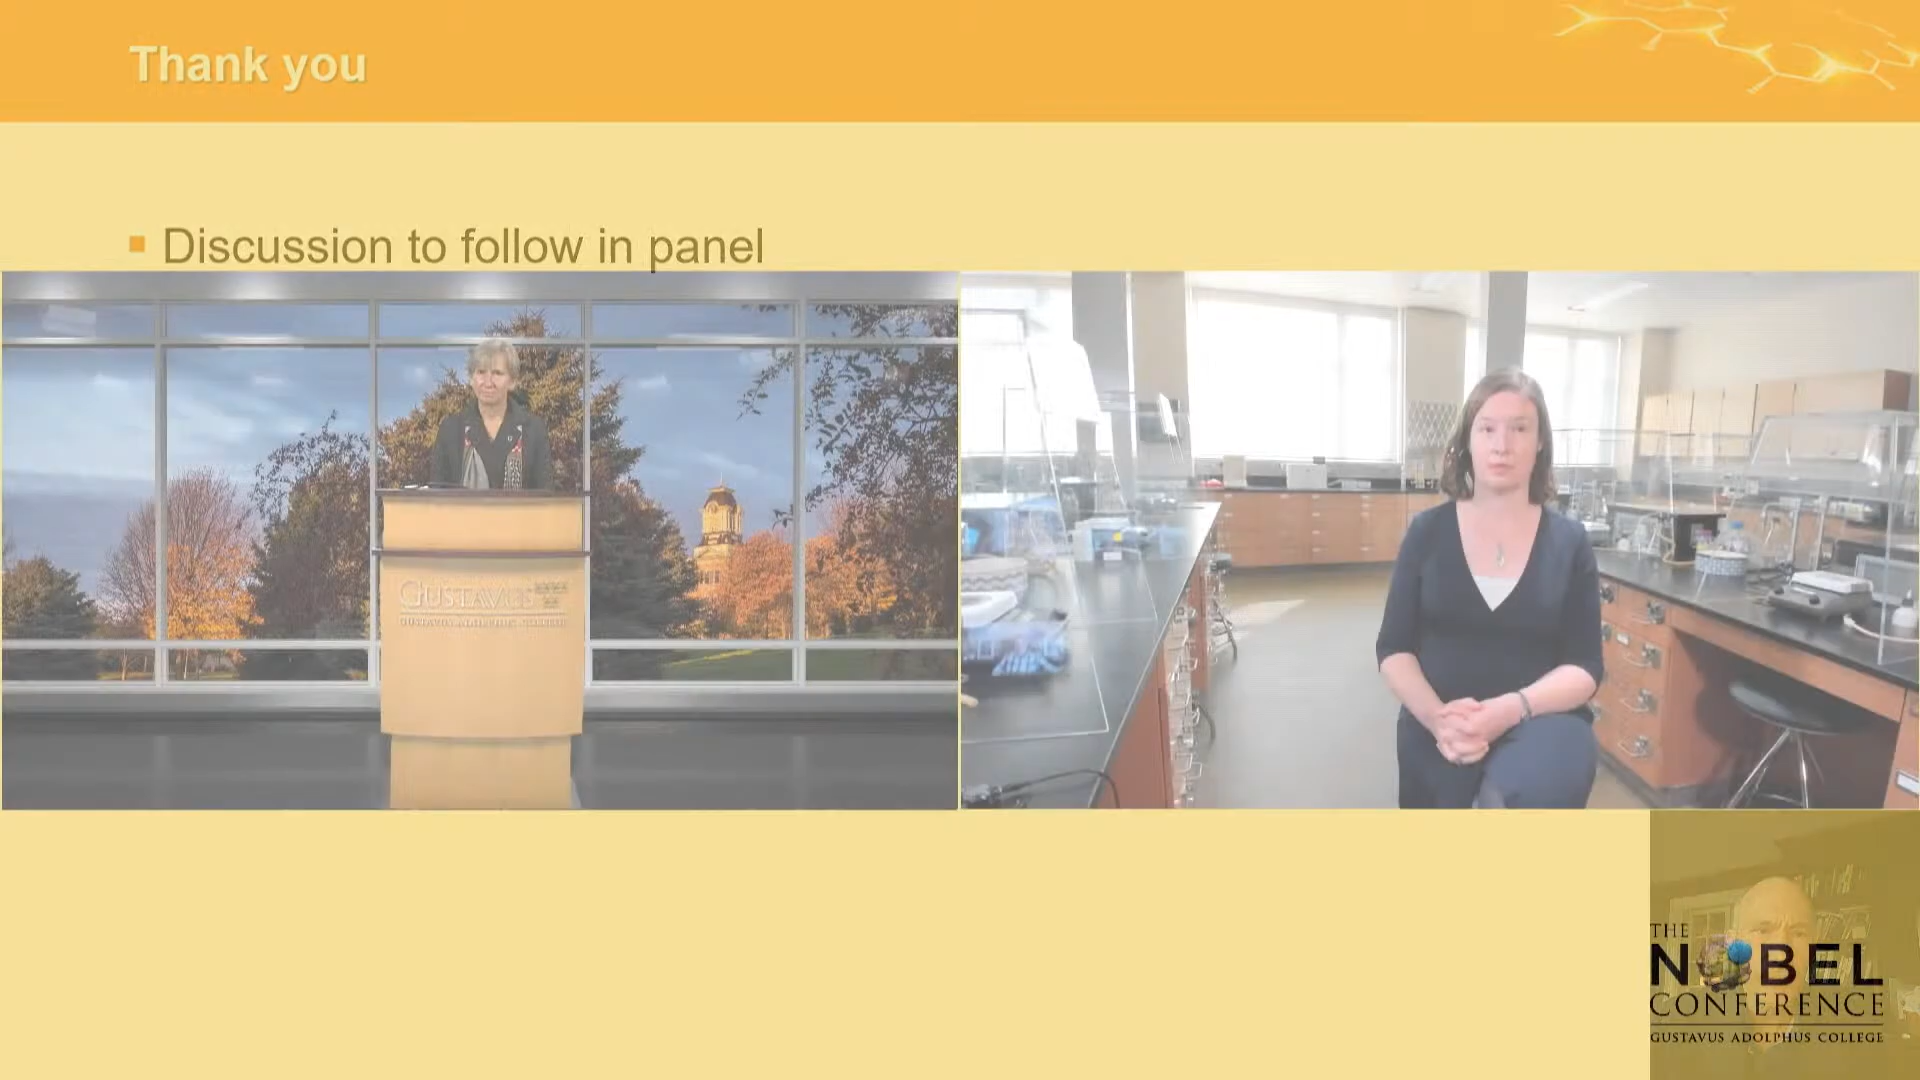 Thank you
Discussion to follow in panel
GUSTAVUS
GUSTAVUS ADOLPHUS COLLEGE
THE
NOBEL
CONFERENCE
GUSTAVUS ADOLPHUS COLLEGE